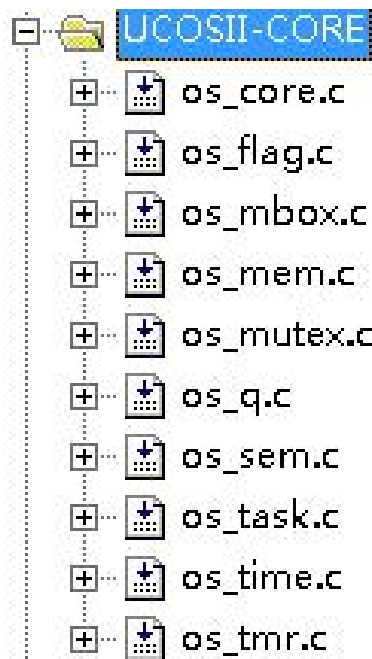 UCOSII-CORE
os_core.c
os_flag.c
os_mbox.c
os_mem.c
os_mutex.c
os_q.c
os_sem.c
os_task.c
os_time.c
os_tmr.c